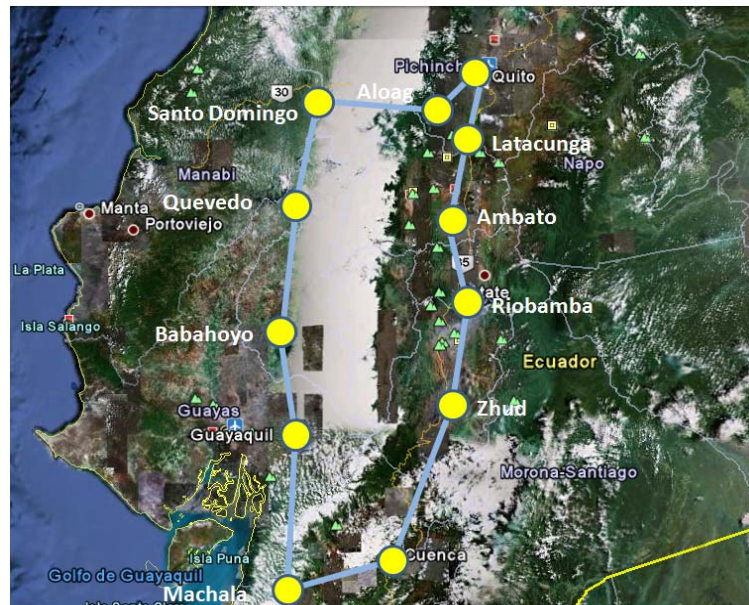 Pichinch
Quito
30
Aloag
Santo Domingo
Latacunga
Napo
Manabi
Quevedo
Manta
Portoviejo
Ambato
La Plata
Riobamba
Isla Salango
Babahoyo
Ecuador
Guayas
Zhud
Guayaquil
Morona-Santiago
Cuenca
Isla Puna
Golfo de Guayaquil
Machala